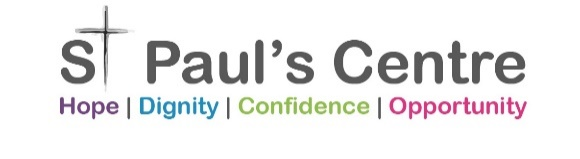 St Paul's Centre
Hope | Dignity | Confidence | Opportunity